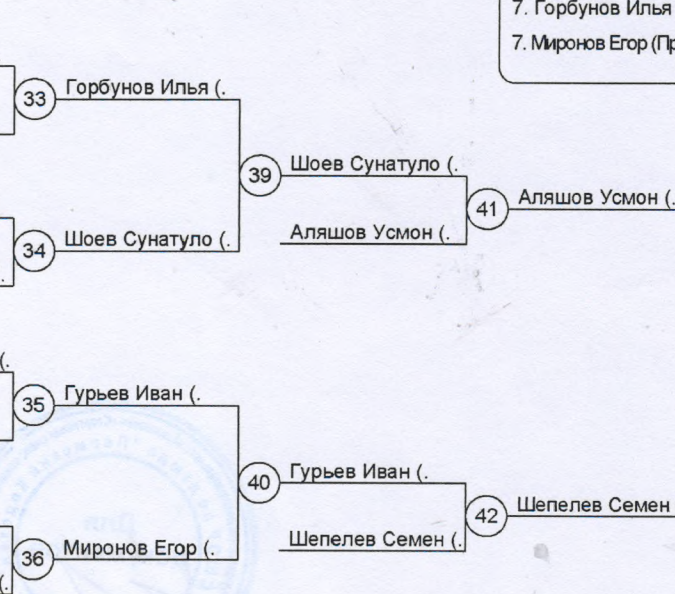 7. Горбунов Илья
7. Миронов Егор (Пр
33 Горбунов Илья (.
39 Шоев Сунатуло (.
41 Аляшов Усмон (.
34 Шоев Сунатуло (.
Аляшов Усмон (.
(.
35 Гурьев Иван (.
40 Гурьев Иван (.
42 Шепелев Семен
36 Миронов Егор (.
Шепелев Семен (.
(.